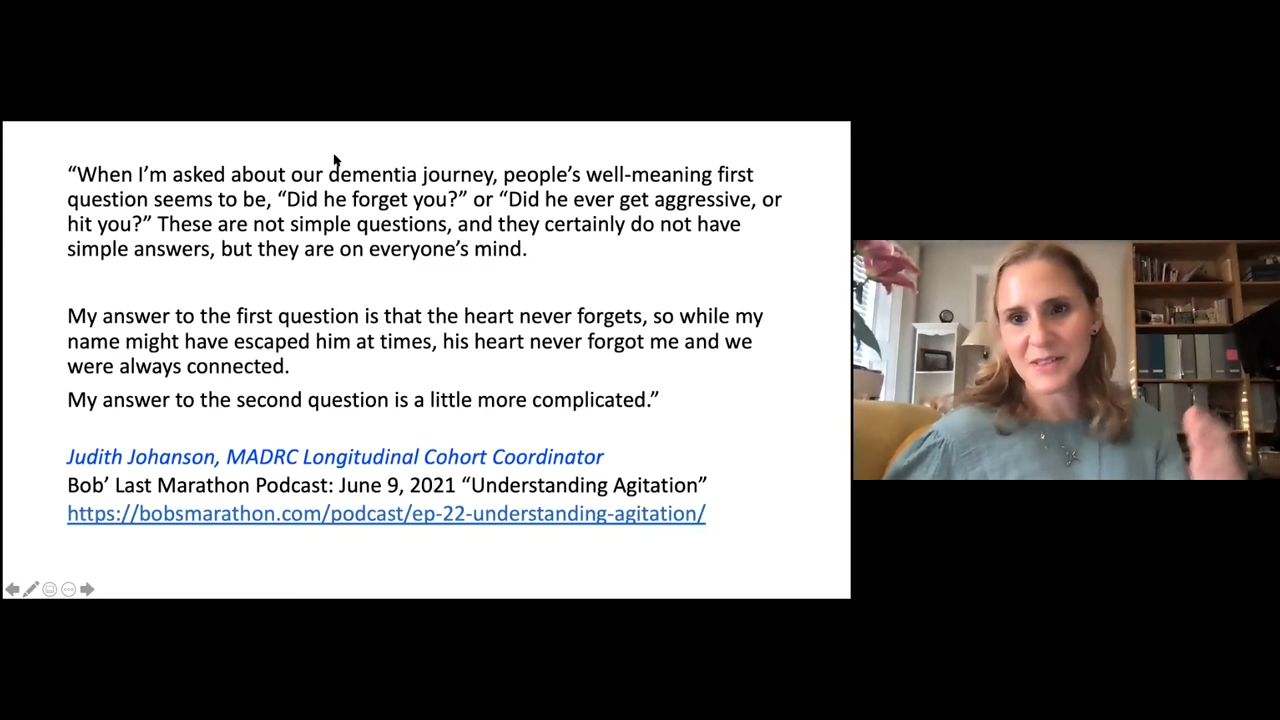 “When I’m asked about our dementia journey, people’s well-meaning first
question seems to be, “Did he forget you?” or “Did he ever get aggressive, or
hit you?” These are not simple questions, and they certainly do not have
simple answers, but they are on everyone’s mind.
My answer to the first question is that the heart never forgets, so while my
name might have escaped him at times, his heart never forgot me and we
were always connected.
My answer to the second question is a little more complicated.”
Judith Johanson, MADRC Longitudinal Cohort Coordinator
Bob’ Last Marathon Podcast: June 9, 2021 “Understanding Agitation”
https://bobsmarathon.com/podcast/ep-22-understanding-agitation/